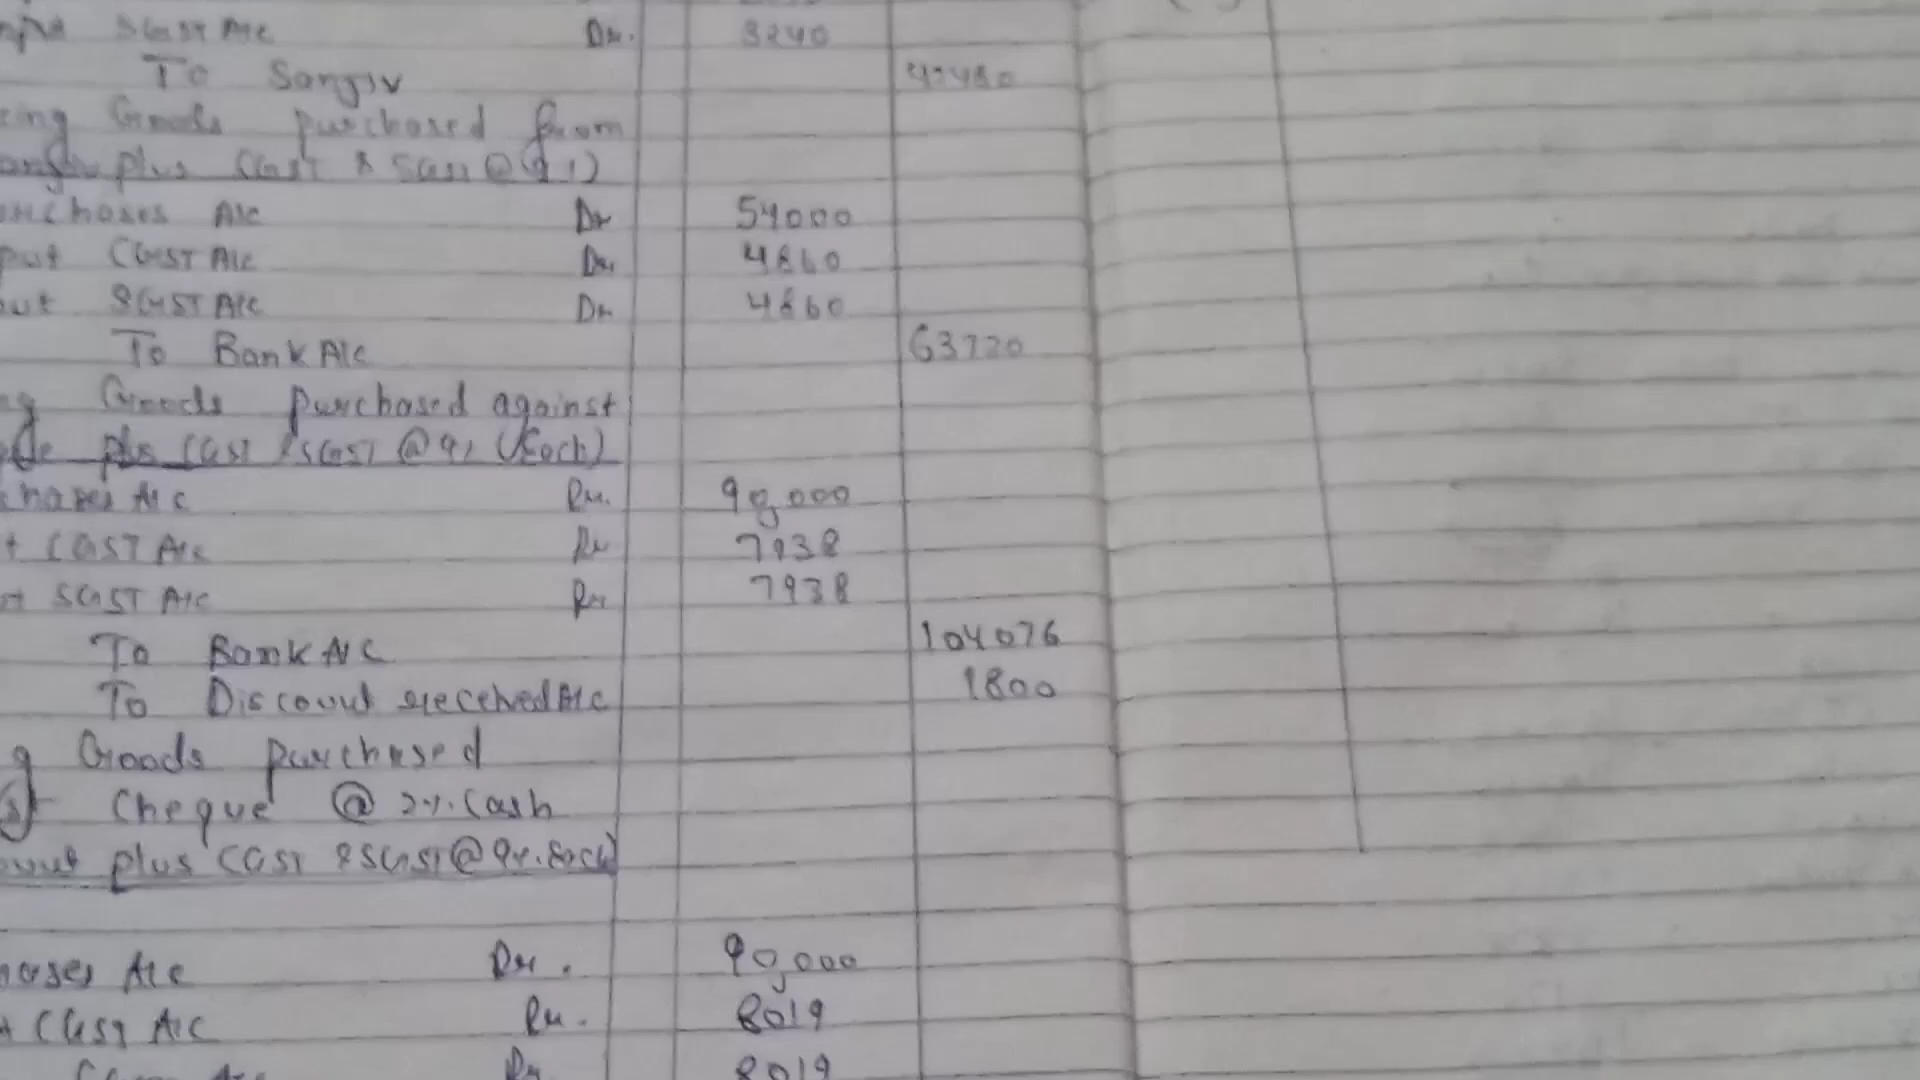 SGST A/c Dr. 3240
To Sanjiv
Goods purchased from
plus CGST & SGST @
A/c Dr 54000
CGST A/c Dr. 4860
SGST A/c Dr 4860
To Bank A/c 63720
Goods purchased against
plus CGST SGST @9% (Each)
A/c Dr. 90,000
CGST A/c Dr 7938
SGST A/c Dr 7938
To Bank A/c 104076
To Discount received A/c 1800
g Goods purchased
Cheque @ 2%. Cash
plus CGST & SGST @9%. Each)
A/c Dr. 90,000
CGST A/c Dr. 8019
A/c Dr 8019